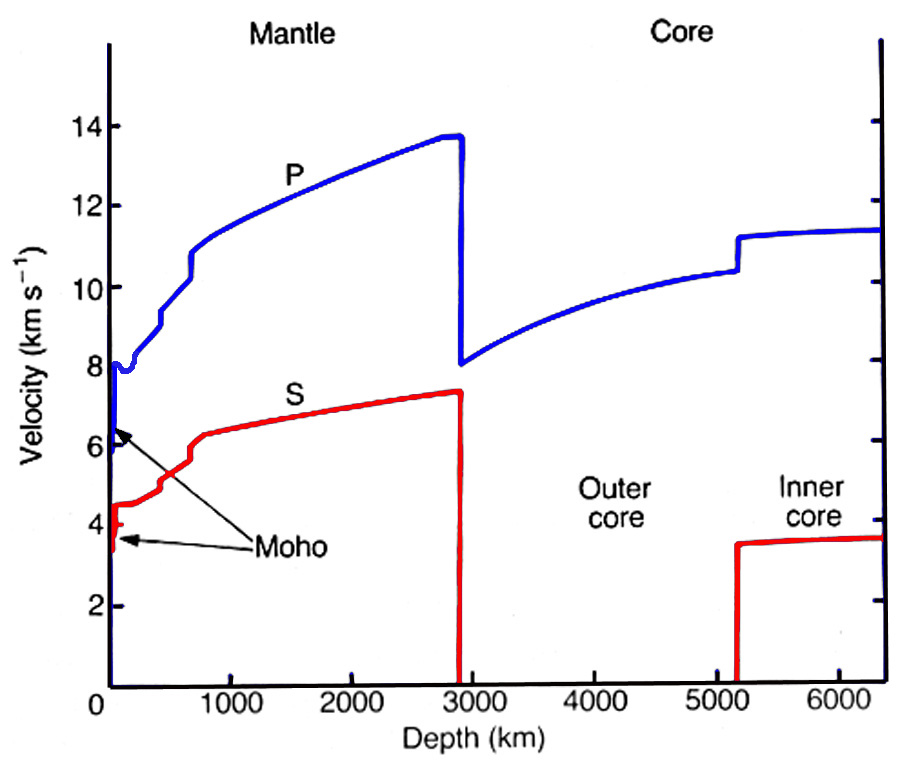 Mantle
Core
14
12
10
8
6
4
2
0
P
S
Moho
Outer
core
Inner
core
1000
2000
3000
4000
5000
6000
Velocity (km s⁻¹)
Depth (km)